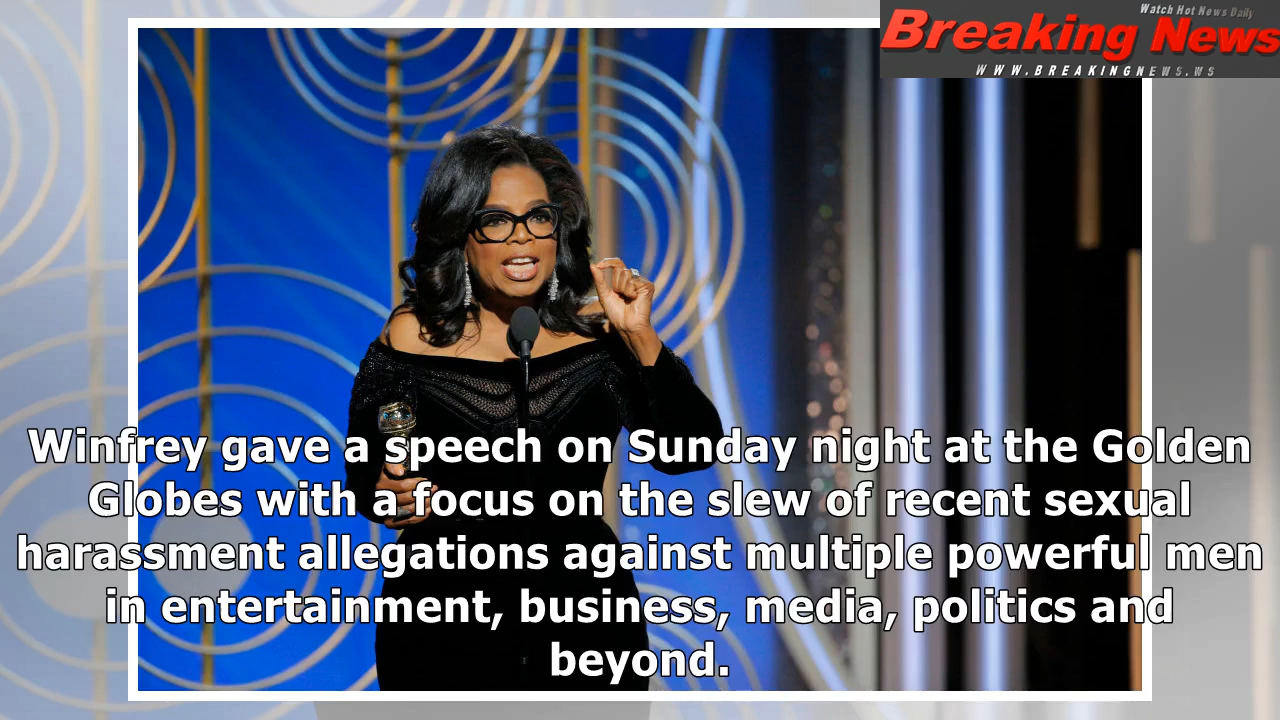 Watch Hot News Daily
Breaking News
WWW.BREAKINGNEWS.WS
Winfrey gave a speech on Sunday night at the Golden
Globes with a focus on the slew of recent sexual
harassment allegations against multiple powerful men
in entertainment, business, media, politics and
beyond.